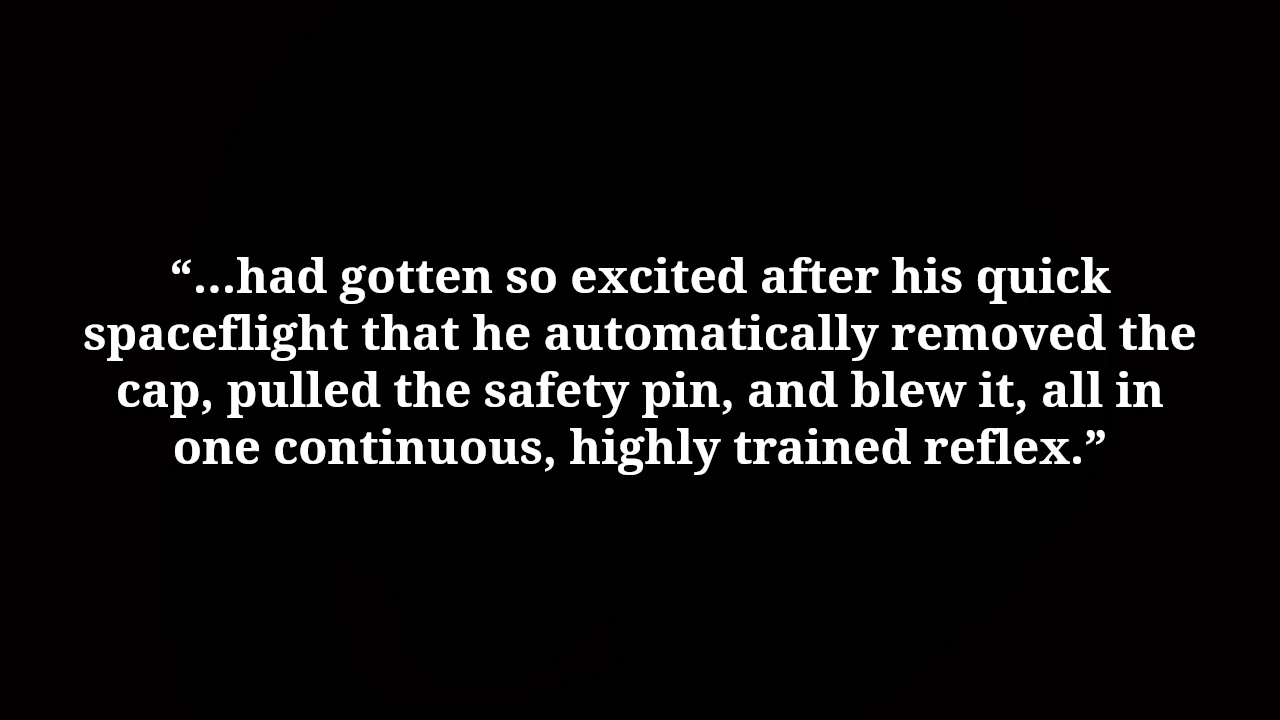 “...had gotten so excited after his quick
spaceflight that he automatically removed the
cap, pulled the safety pin, and blew it, all in
one continuous, highly trained reflex.”